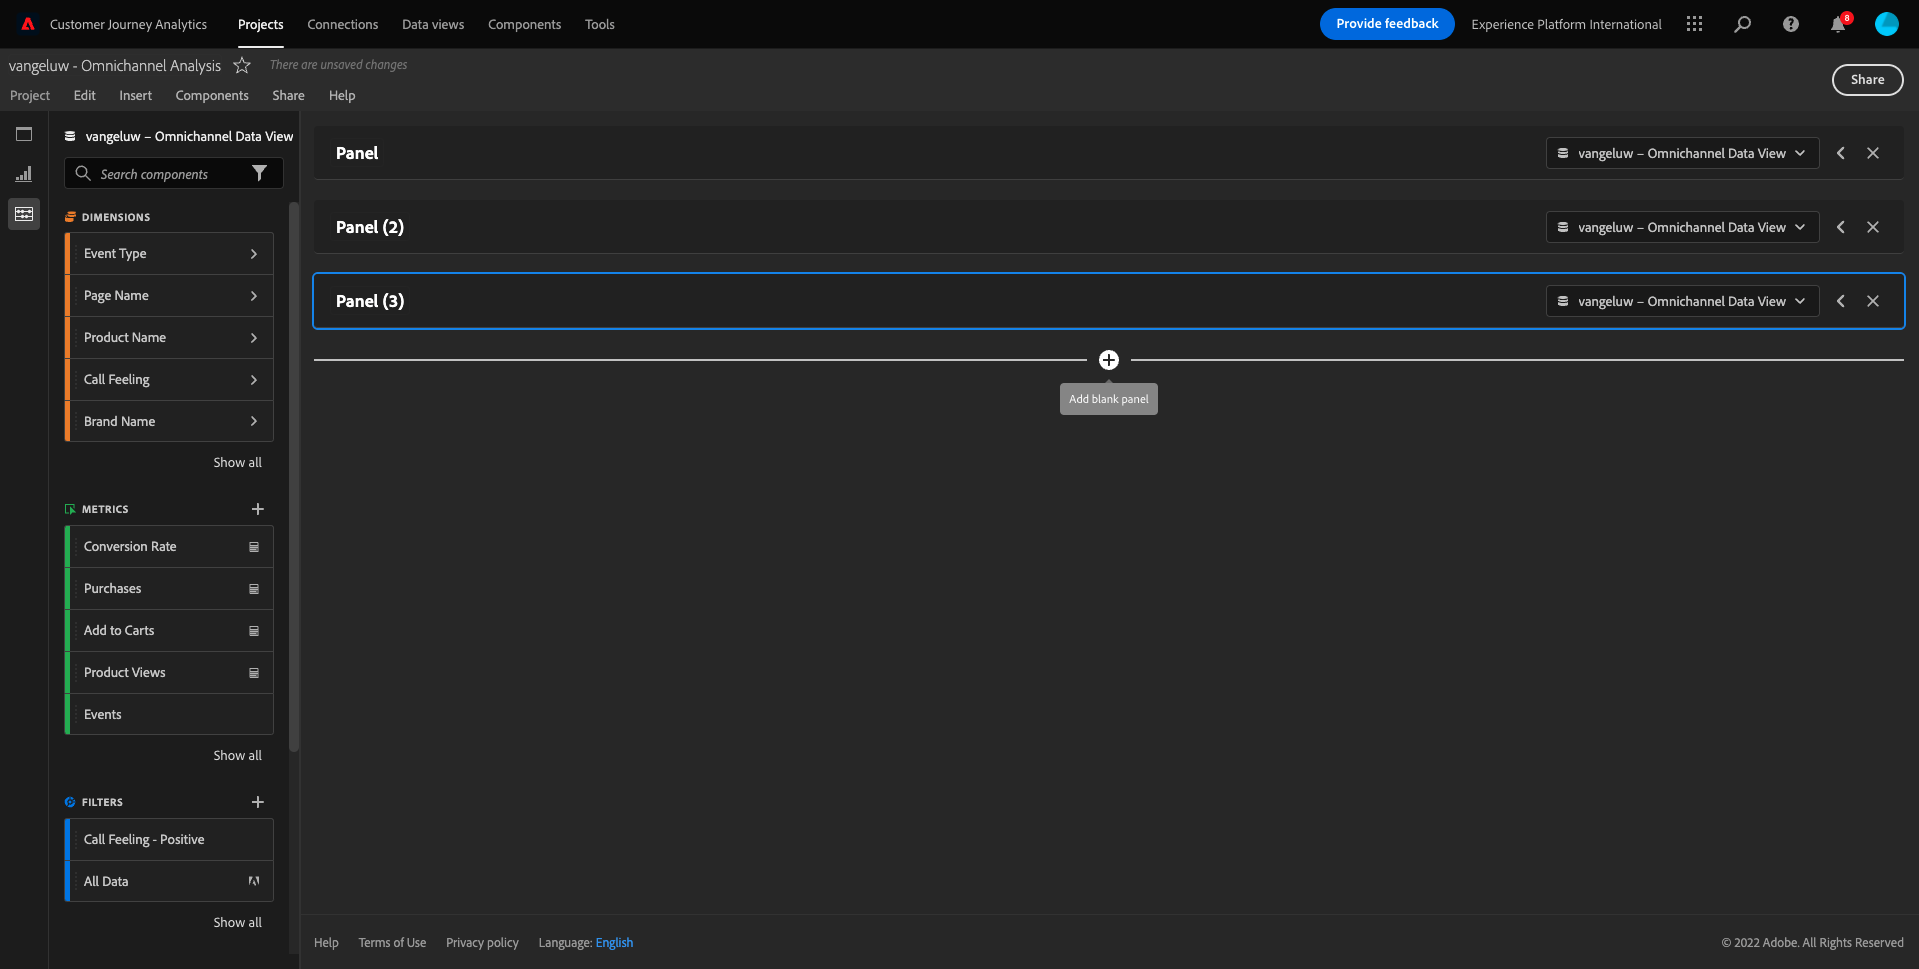 Customer Journey Analytics Projects Connections Data views Components Tools Provide feedback Experience Platform International 8
vangeluw - Omnichannel Analysis There are unsaved changes
Share
Project Edit Insert Components Share Help
vangeluw – Omnichannel Data View
Search components
DIMENSIONS
Event Type
Page Name
Product Name
Call Feeling
Brand Name
Show all
METRICS
Conversion Rate
Purchases
Add to Carts
Product Views
Events
Show all
FILTERS
Call Feeling - Positive
All Data
Show all
Panel vangeluw – Omnichannel Data View
Panel (2) vangeluw – Omnichannel Data View
Panel (3) vangeluw – Omnichannel Data View
Add blank panel
Help Terms of Use Privacy policy Language: English © 2022 Adobe. All Rights Reserved